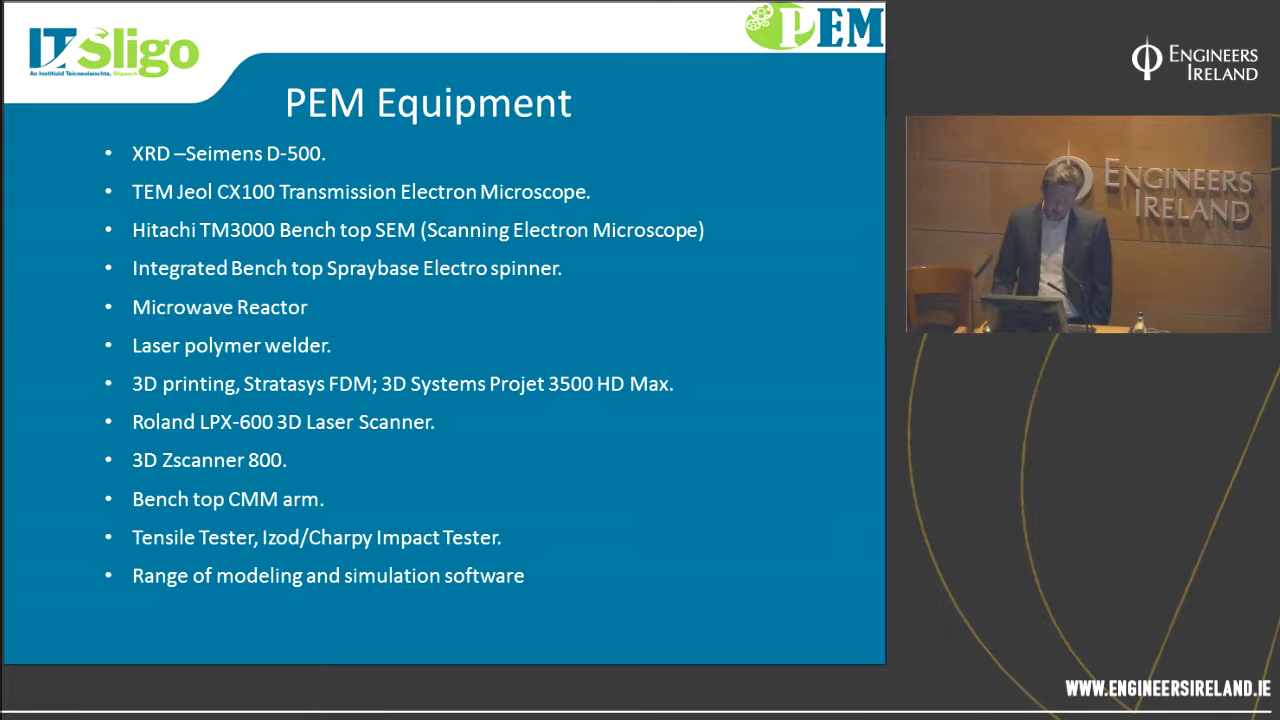 IT Sligo
An Institiúid Teicneolaíochta, Sligeach
PEM
PEM Equipment
• XRD –Seimens D-500.
• TEM Jeol CX100 Transmission Electron Microscope.
• Hitachi TM3000 Bench top SEM (Scanning Electron Microscope)
• Integrated Bench top Spraybase Electro spinner.
• Microwave Reactor
• Laser polymer welder.
• 3D printing, Stratasys FDM; 3D Systems Projet 3500 HD Max.
• Roland LPX-600 3D Laser Scanner.
• 3D Zscanner 800.
• Bench top CMM arm.
• Tensile Tester, Izod/Charpy Impact Tester.
• Range of modeling and simulation software
ENGINEERS
IRELAND
ENGINEERS
IRELAND
WWW.ENGINEERSIRELAND.IE